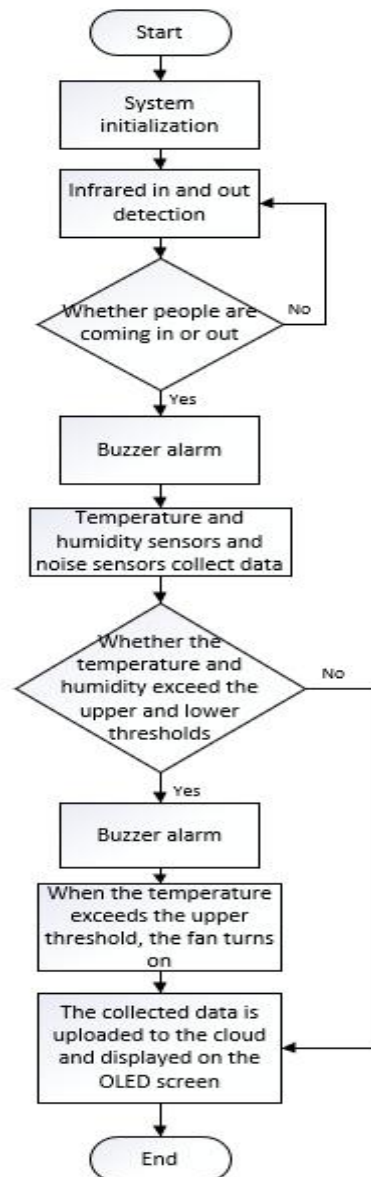 Start
System
initialization
Infrared in and out
detection
Whether people are
coming in or out
No
Yes
Buzzer alarm
Temperature and
humidity sensors and
noise sensors collect data
Whether the
temperature and
humidity exceed the
upper and lower
thresholds
No
Yes
Buzzer alarm
When the temperature
exceeds the upper
threshold, the fan turns
on
The collected data is
uploaded to the cloud
and displayed on the
OLED screen
End